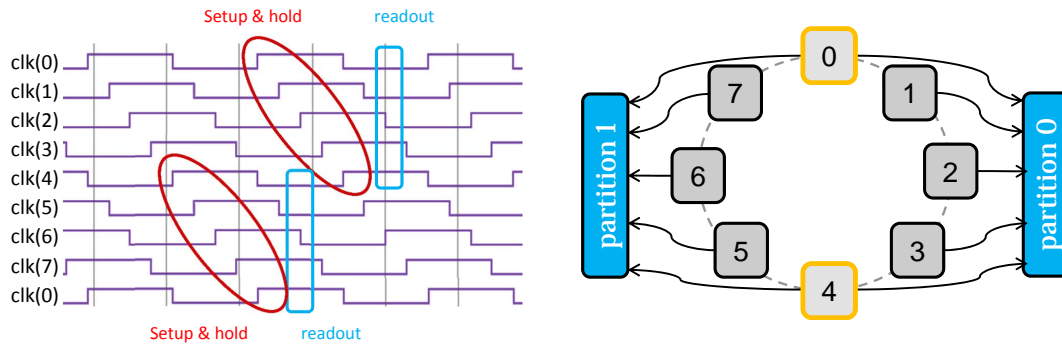 Setup & hold
readout
clk(0)
clk(1)
clk(2)
clk(3)
clk(4)
clk(5)
clk(6)
clk(7)
clk(0)
Setup & hold
readout
0
7
1
partition 1
6
2
partition 0
5
3
4